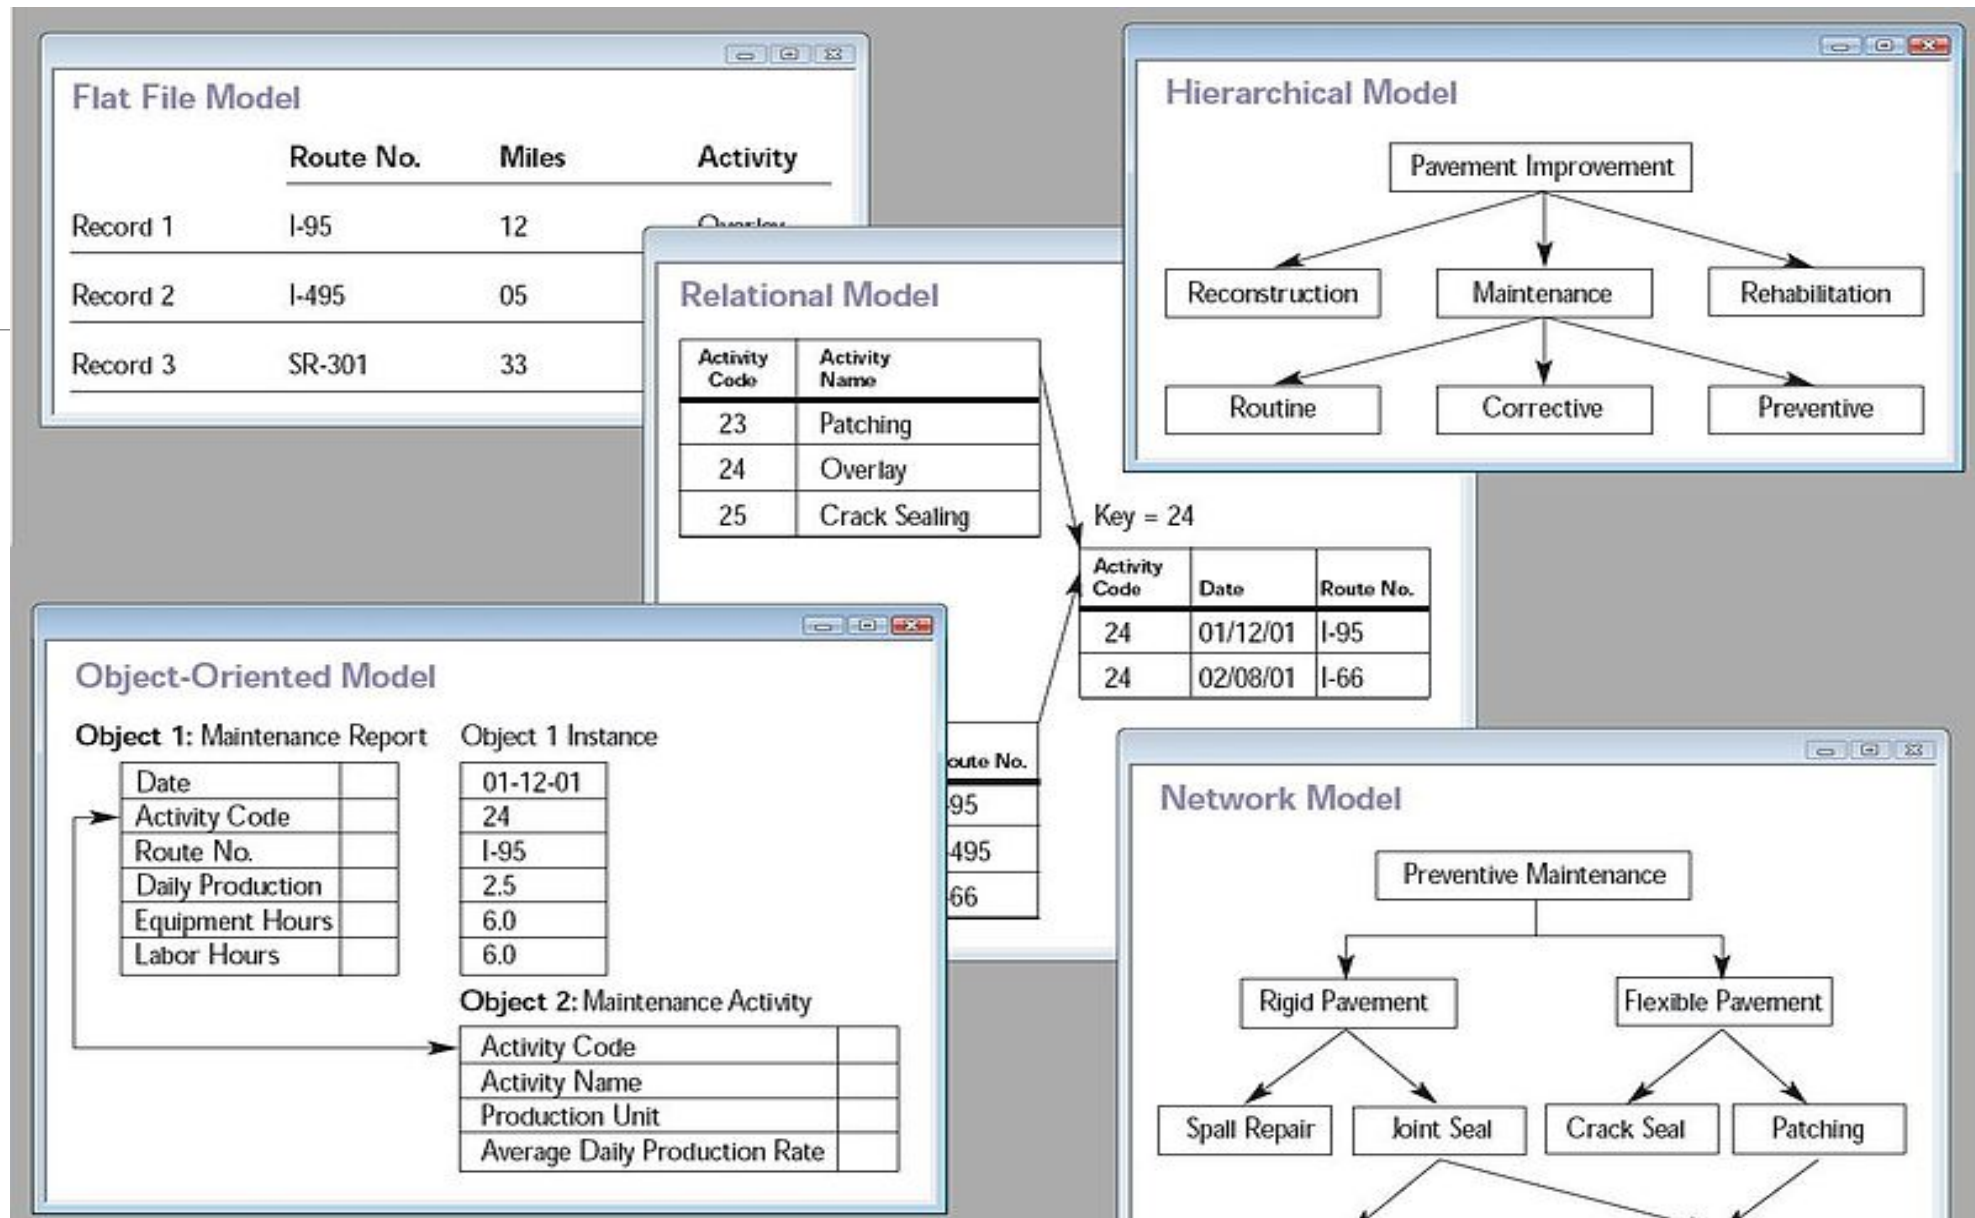 Flat File Model
Route No. Miles Activity
Record 1 I-95 12 Overlay
Record 2 I-495 05
Record 3 SR-301 33
Hierarchical Model
Pavement Improvement
Reconstruction Maintenance Rehabilitation
Routine Corrective Preventive
Relational Model
Activity Activity
Code Name
23 Patching
24 Overlay
25 Crack Sealing
Key = 24
Activity
Code Date Route No.
24 01/12/01 I-95
24 02/08/01 I-66
oute No.
-95
-495
-66
Object-Oriented Model
Object 1: Maintenance Report Object 1 Instance
Date 01-12-01
Activity Code 24
Route No. I-95
Daily Production 2.5
Equipment Hours 6.0
Labor Hours 6.0
Object 2: Maintenance Activity
Activity Code
Activity Name
Production Unit
Average Daily Production Rate
Network Model
Preventive Maintenance
Rigid Pavement Flexible Pavement
Spall Repair Joint Seal Crack Seal Patching